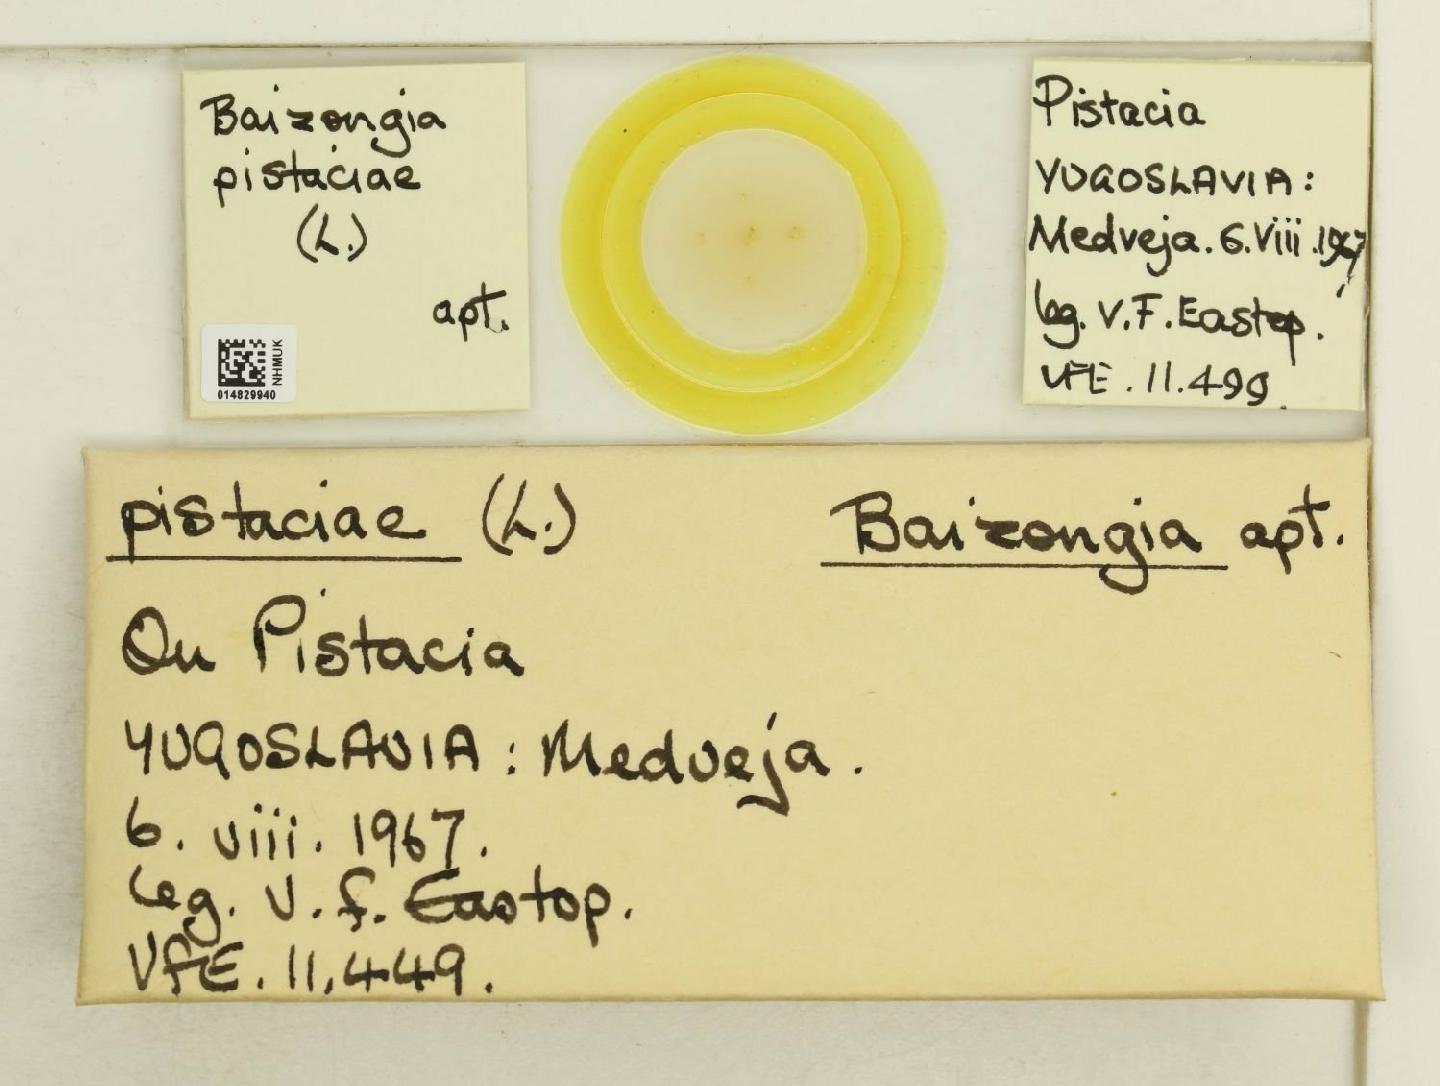 Baizongia
pistaciae
(L.)
apt.
NHMUK
014829940
Pistacia
YUGOSLAVIA:
Medveja. 6. Viii. 1967
leg. V. F. Eastop.
VFE. 11.499.
pistaciae (L.) Baizongia apt.
On Pistacia
YUGOSLAVIA: Medveja.
6. viii. 1967.
leg. V. F. Eastop.
VFE. 11,449.